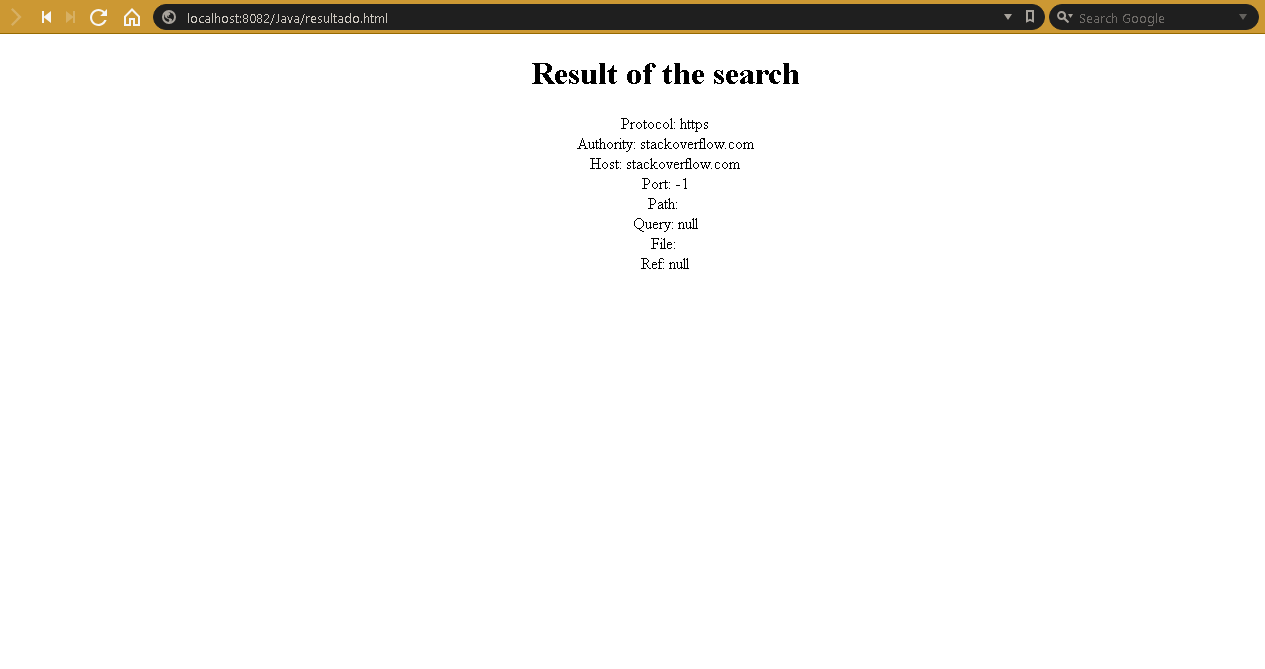 localhost:8082/Java/resultado.html
Search Google
Result of the search
Protocol: https
Authority: stackoverflow.com
Host: stackoverflow.com
Port: -1
Path:
Query: null
File:
Ref: null